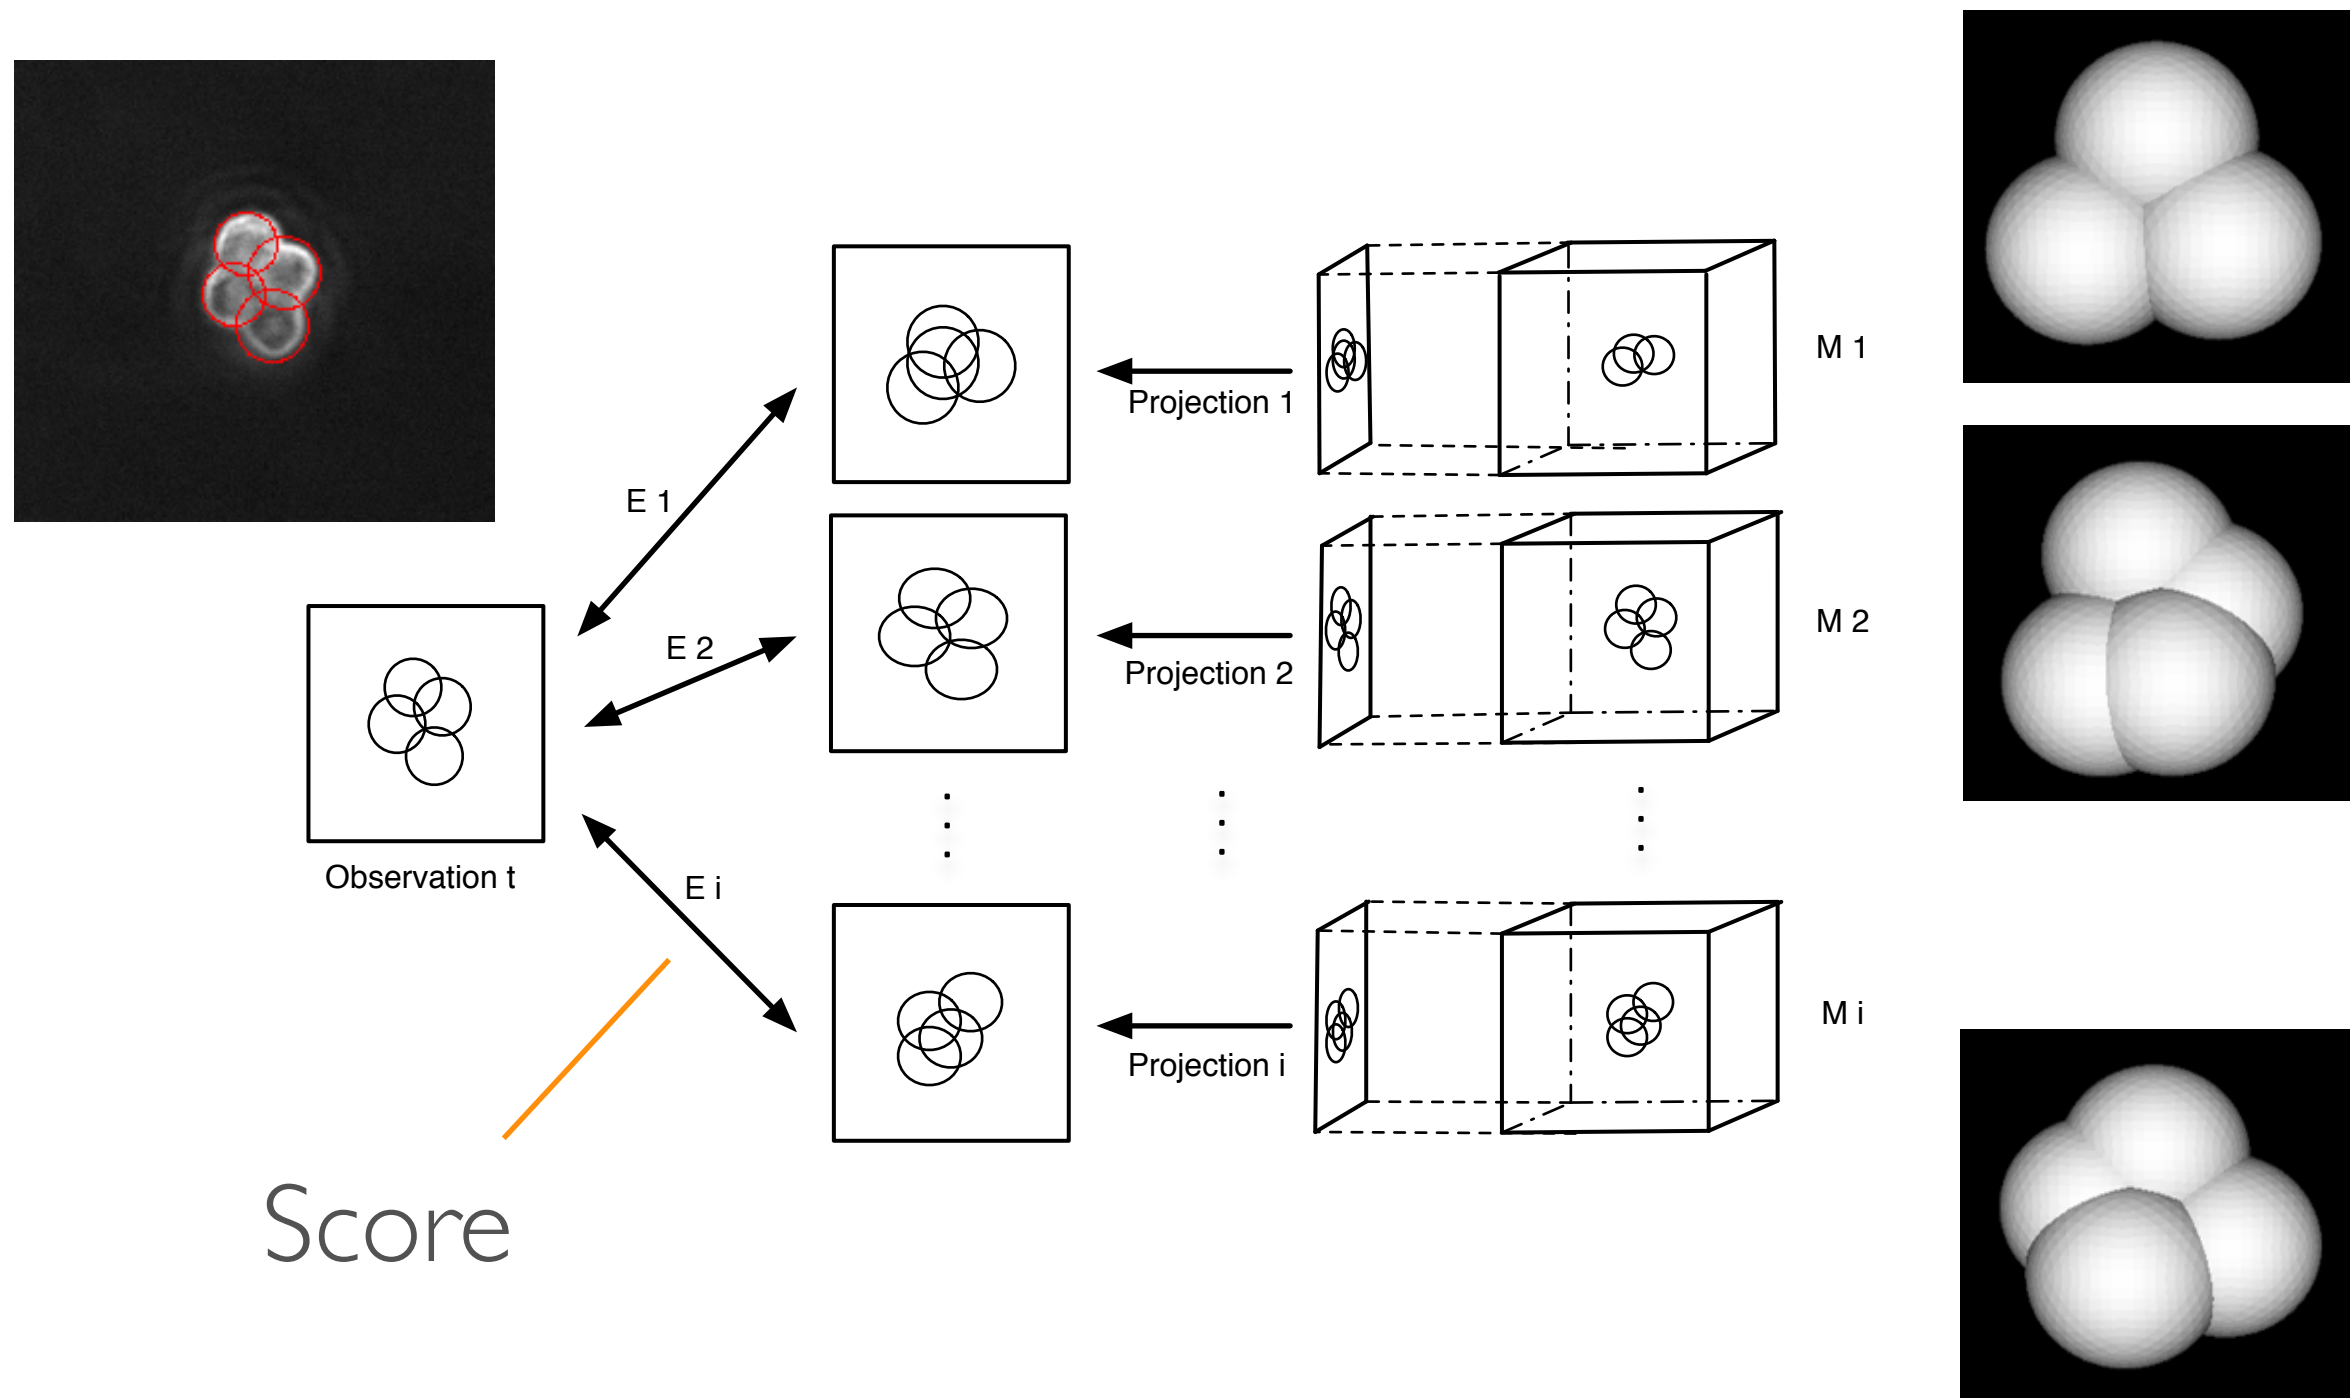 M 1
Projection 1
E 1
M 2
E 2
Projection 2
Observation t
E i
M i
Projection i
Score